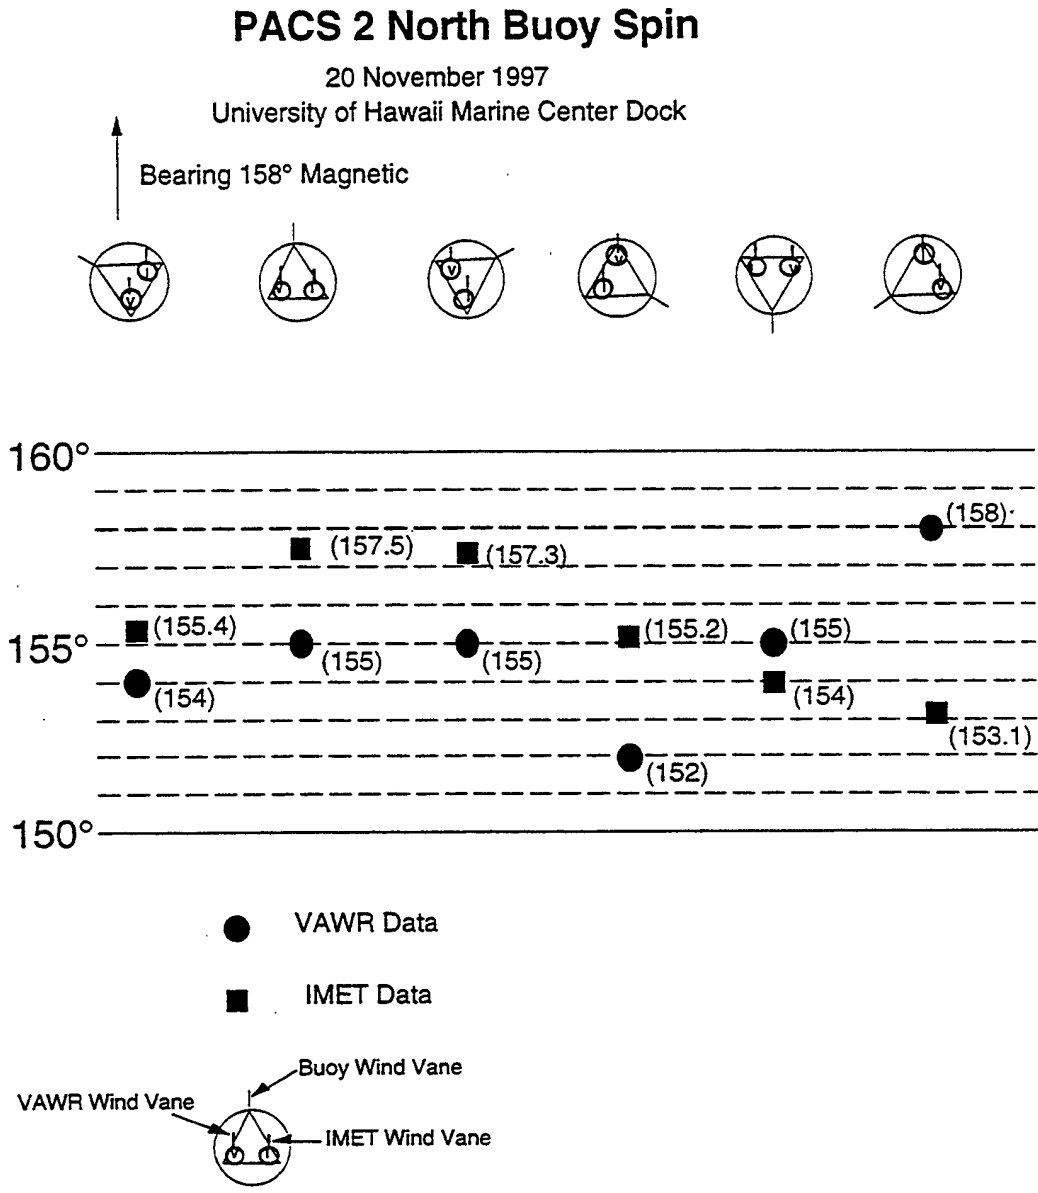 PACS 2 North Buoy Spin
20 November 1997
University of Hawaii Marine Center Dock
Bearing 158° Magnetic
V
V
V
V
V
V
160°
(158)
(157.5)
(157.3)
(155.4)
(155.2)
(155)
155°
(155)
(155)
(154)
(154)
(153.1)
(152)
150°
VAWR Data
IMET Data
Buoy Wind Vane
VAWR Wind Vane
IMET Wind Vane
V